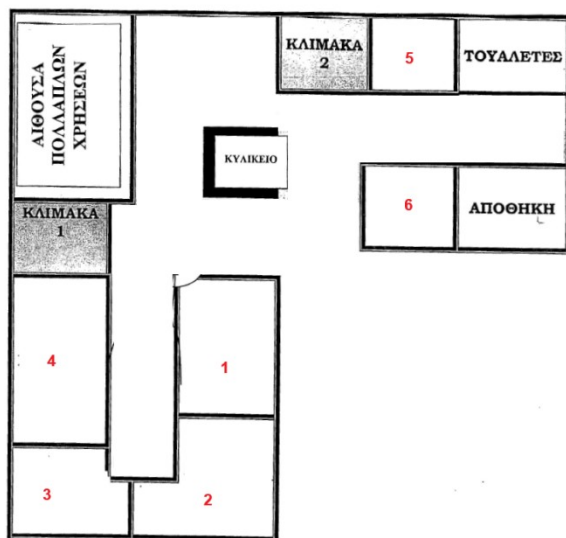 ΑΙΘΟΥΣΑ
ΠΟΛΛΑΠΛΩΝ
ΧΡΗΣΕΩΝ
ΚΛΙΜΑΚΑ
2
5
ΤΟΥΑΛΕΤΕΣ
ΚΥΛΙΚΕΙΟ
ΚΛΙΜΑΚΑ
1
6
ΑΠΟΘΗΚΗ
4
1
3
2